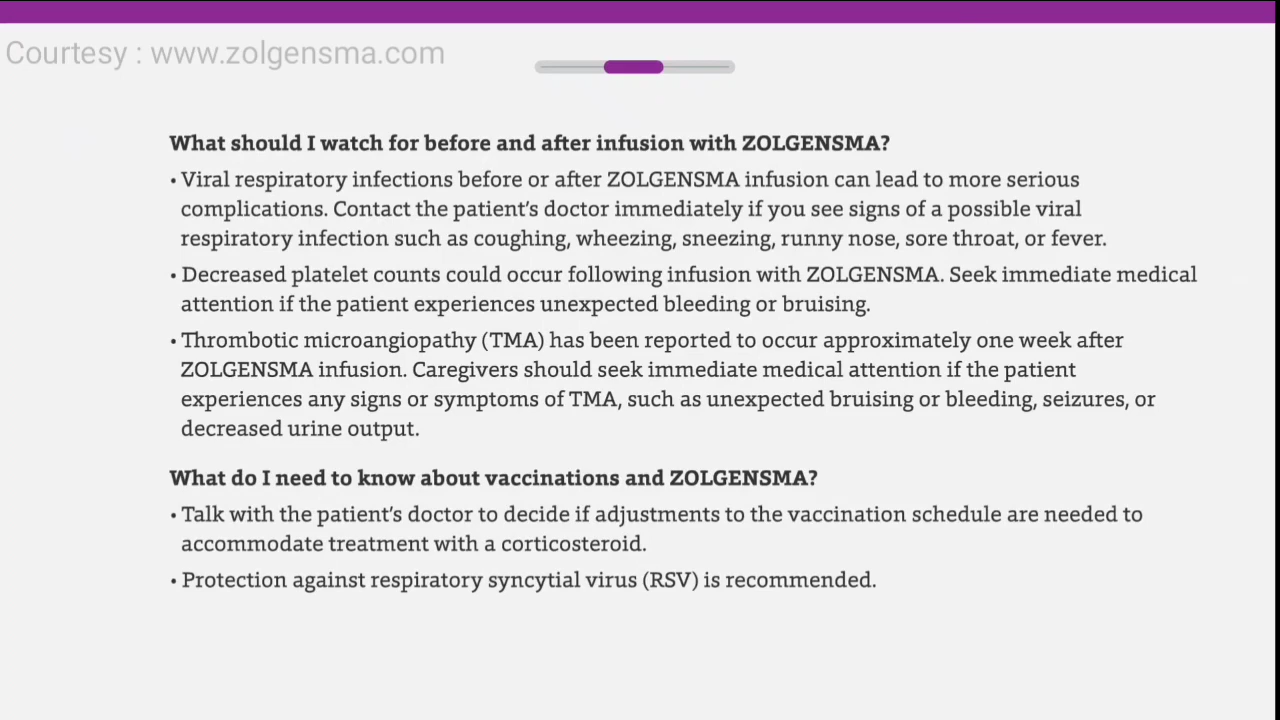 Courtesy : www.zolgensma.com
What should I watch for before and after infusion with ZOLGENSMA?
• Viral respiratory infections before or after ZOLGENSMA infusion can lead to more serious
complications. Contact the patient's doctor immediately if you see signs of a possible viral
respiratory infection such as coughing, wheezing, sneezing, runny nose, sore throat, or fever.
• Decreased platelet counts could occur following infusion with ZOLGENSMA. Seek immediate medical
attention if the patient experiences unexpected bleeding or bruising.
• Thrombotic microangiopathy (TMA) has been reported to occur approximately one week after
ZOLGENSMA infusion. Caregivers should seek immediate medical attention if the patient
experiences any signs or symptoms of TMA, such as unexpected bruising or bleeding, seizures, or
decreased urine output.
What do I need to know about vaccinations and ZOLGENSMA?
• Talk with the patient's doctor to decide if adjustments to the vaccination schedule are needed to
accommodate treatment with a corticosteroid.
• Protection against respiratory syncytial virus (RSV) is recommended.